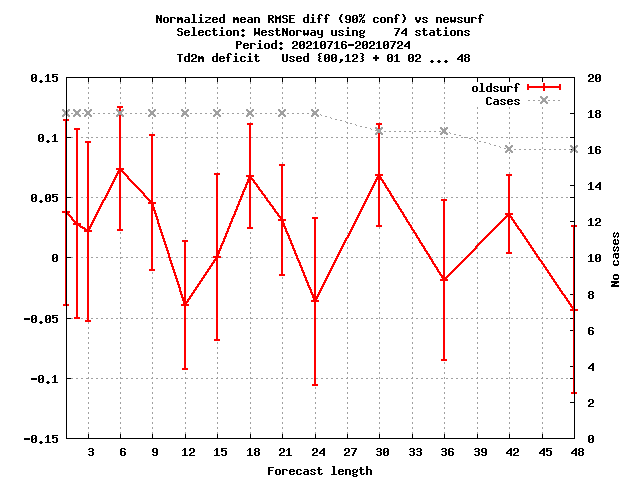 Normalized mean RMSE diff (90% conf) vs newsurf
Selection: WestNorway using    74 stations
Period: 20210716-20210724
Td2m deficit   Used {00,12} + 01 02 ... 48
oldsurf
Cases
0.15
0.1
0.05
0
-0.05
-0.1
-0.15
20
18
16
14
12
10
8
6
4
2
0
No cases
3 6 9 12 15 18 21 24 27 30 33 36 39 42 45 48
Forecast length